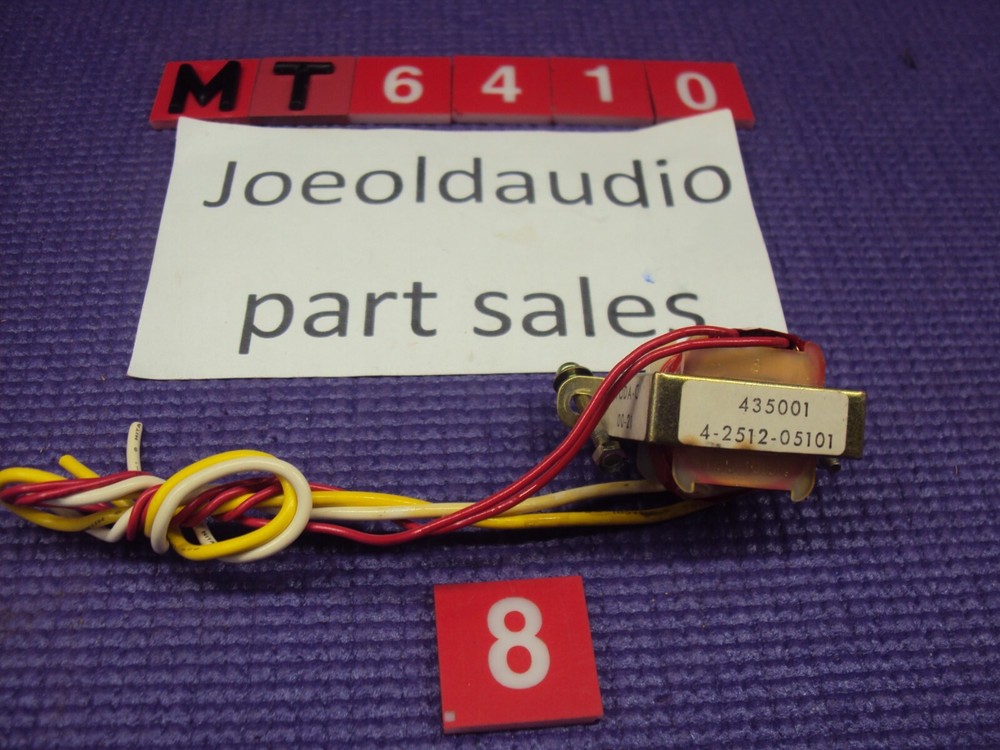 MT6410
Joeoldaudio
part sales
435001
4-2512-05101
8